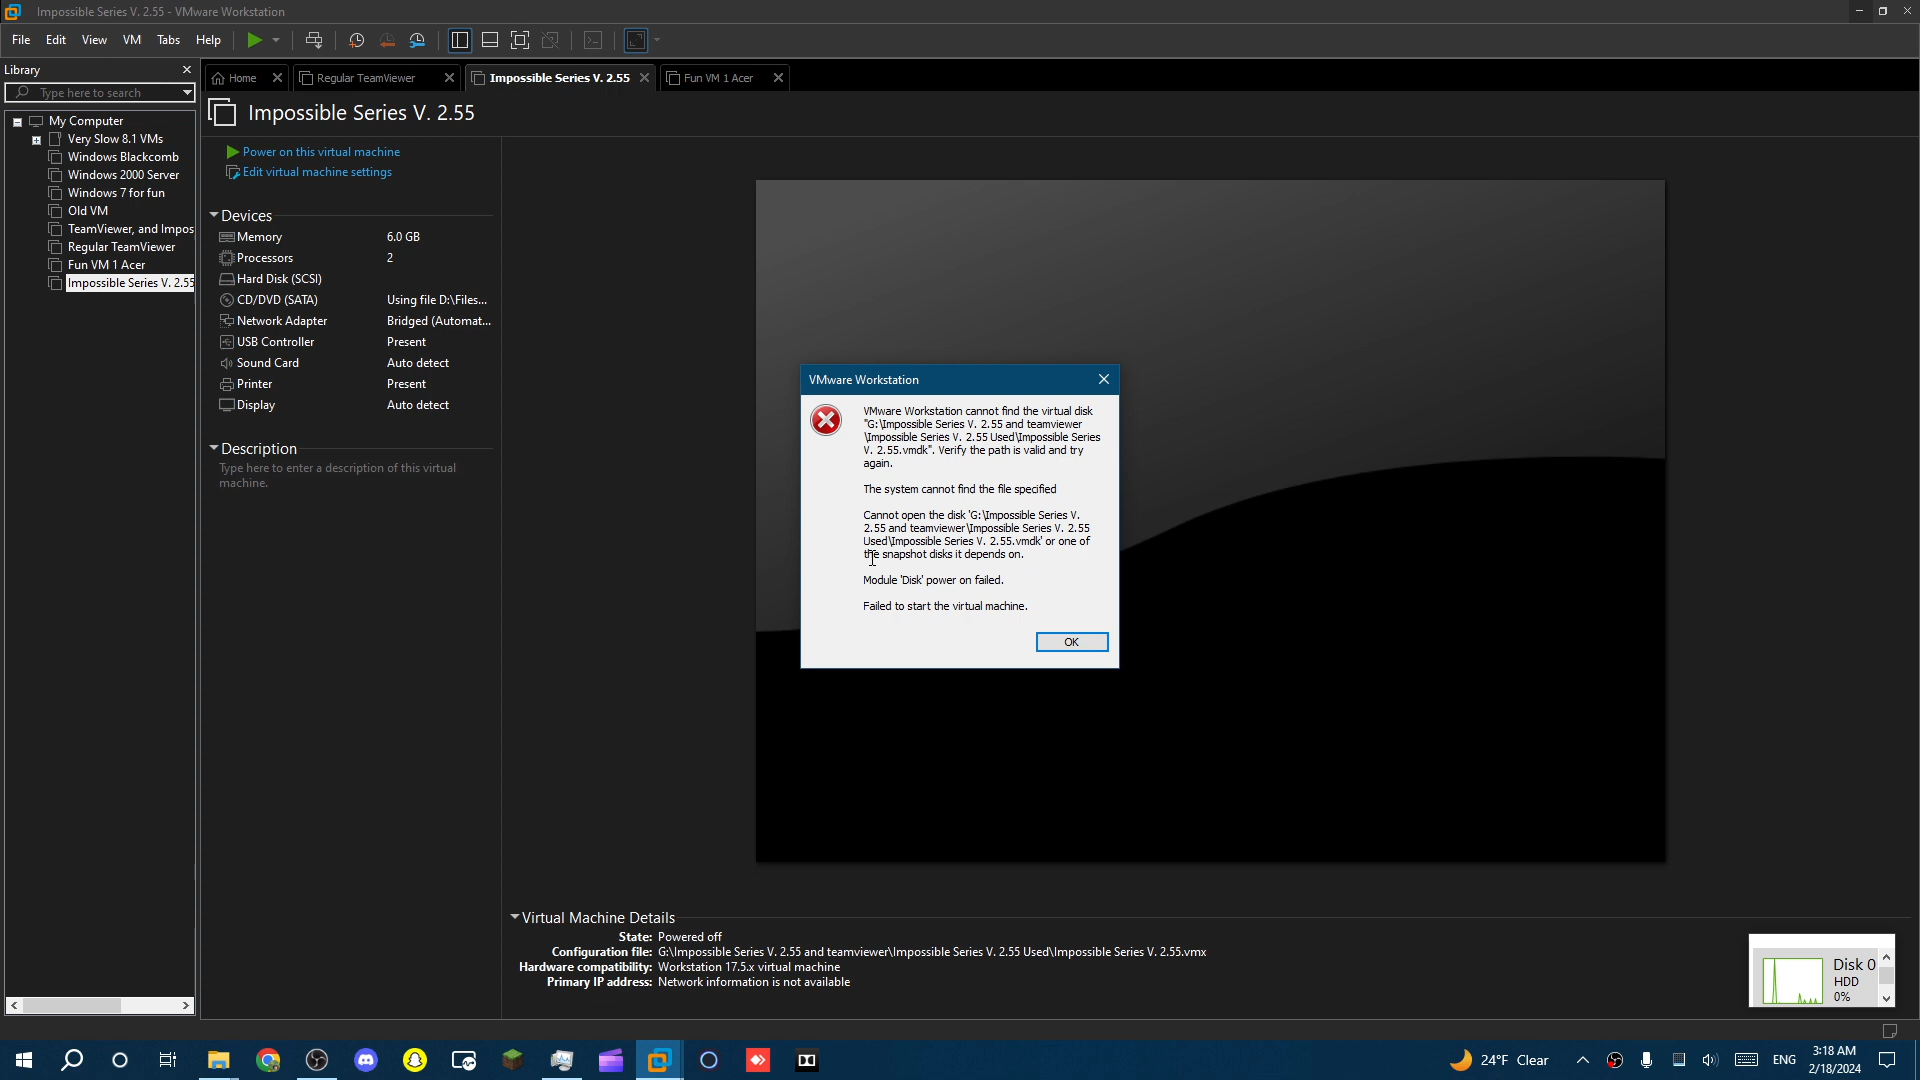 Impossible Series V. 2.55 - VMware Workstation
File Edit View VM Tabs Help
Library
Type here to search
My Computer
Very Slow 8.1 VMs
Windows Blackcomb
Windows 2000 Server
Windows 7 for fun
Old VM
TeamViewer, and Impos
Regular TeamViewer
Fun VM 1 Acer
Impossible Series V. 2.55
Home Regular TeamViewer Impossible Series V. 2.55 Fun VM 1 Acer
Impossible Series V. 2.55
Power on this virtual machine
Edit virtual machine settings
Devices
Memory 6.0 GB
Processors 2
Hard Disk (SCSI)
CD/DVD (SATA) Using file D:\Files...
Network Adapter Bridged (Automat...
USB Controller Present
Sound Card Auto detect
Printer Present
Display Auto detect
Description
Type here to enter a description of this virtual
machine.
VMware Workstation
VMware Workstation cannot find the virtual disk
"G:\Impossible Series V. 2.55 and teamviewer
\Impossible Series V. 2.55 Used\Impossible Series
V. 2.55.vmdk". Verify the path is valid and try
again.
The system cannot find the file specified
Cannot open the disk 'G:\Impossible Series V.
2.55 and teamviewer\Impossible Series V. 2.55
Used\Impossible Series V. 2.55.vmdk' or one of
the snapshot disks it depends on.
Module 'Disk' power on failed.
Failed to start the virtual machine.
OK
Virtual Machine Details
State: Powered off
Configuration file: G:\Impossible Series V. 2.55 and teamviewer\Impossible Series V. 2.55 Used\Impossible Series V. 2.55.vmx
Hardware compatibility: Workstation 17.5.x virtual machine
Primary IP address: Network information is not available
Disk 0
HDD
0%
24°F Clear
ENG
3:18 AM
2/18/2024